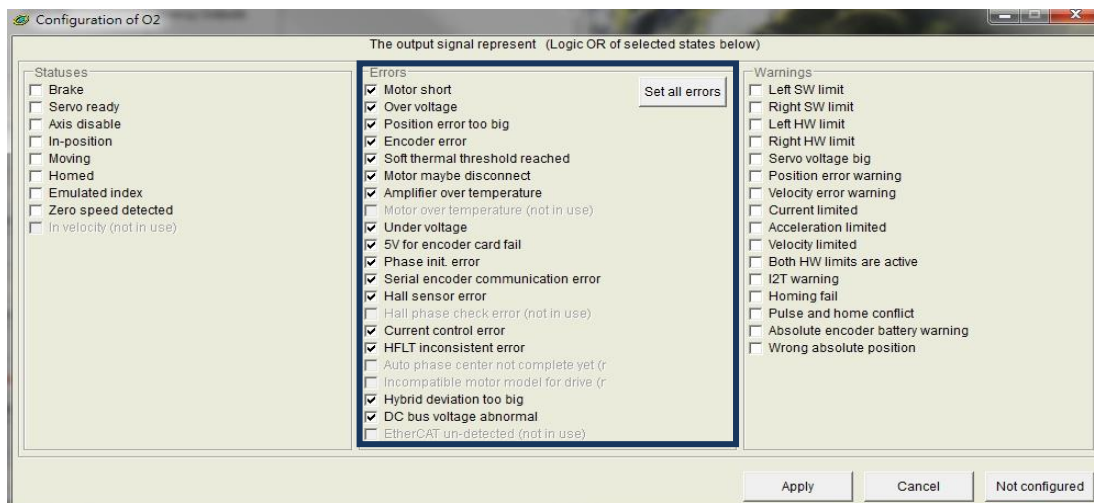 Configuration of O2
The output signal represent (Logic OR of selected states below)
Statuses
Brake
Servo ready
Axis disable
In-position
Moving
Homed
Emulated index
Zero speed detected
In velocity (not in use)
Errors
Set all errors
Motor short
Over voltage
Position error too big
Encoder error
Soft thermal threshold reached
Motor maybe disconnect
Amplifier over temperature
Motor over temperature (not in use)
Under voltage
5V for encoder card fail
Phase init. error
Serial encoder communication error
Hall sensor error
Hall phase check error (not in use)
Current control error
HFLT inconsistent error
Auto phase center not complete yet (r
Incompatible motor model for drive (r
Hybrid deviation too big
DC bus voltage abnormal
EtherCAT un-detected (not in use)
Warnings
Left SW limit
Right SW limit
Left HW limit
Right HW limit
Servo voltage big
Position error warning
Velocity error warning
Current limited
Acceleration limited
Velocity limited
Both HW limits are active
I2T warning
Homing fail
Pulse and home conflict
Absolute encoder battery warning
Wrong absolute position
Apply
Cancel
Not configured